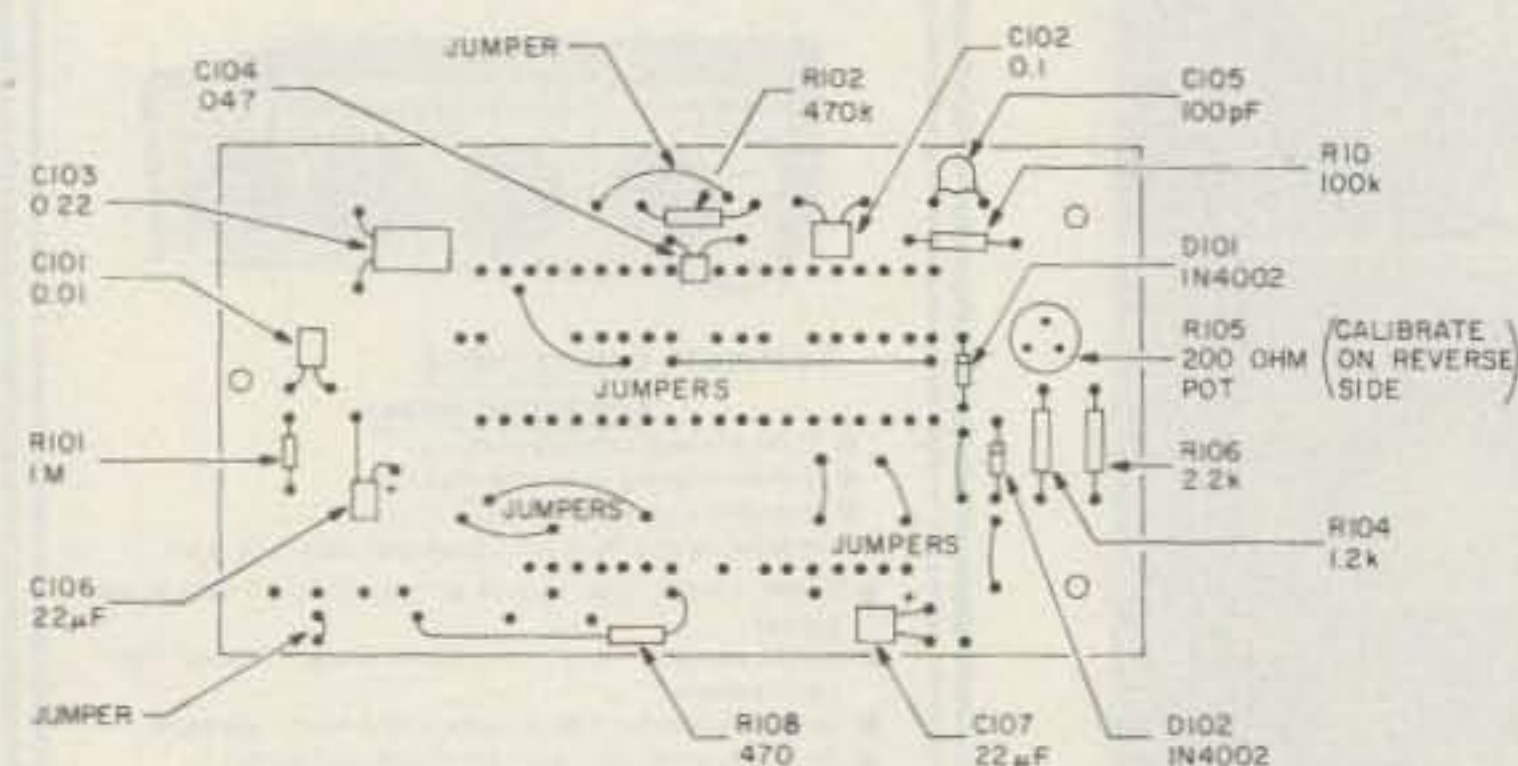 JUMPER
C102
0.1
C104
.047
R102
470k
C105
100pF
R10
100k
C103
0.22
C101
0.01
D101
1N4002
R105
200 OHM
POT
(CALIBRATE
ON REVERSE
SIDE)
JUMPERS
R101
1M
R106
2.2k
JUMPERS
+
JUMPERS
R104
1.2k
C106
22µF
+
JUMPER
R108
470
C107
22µF
D102
1N4002